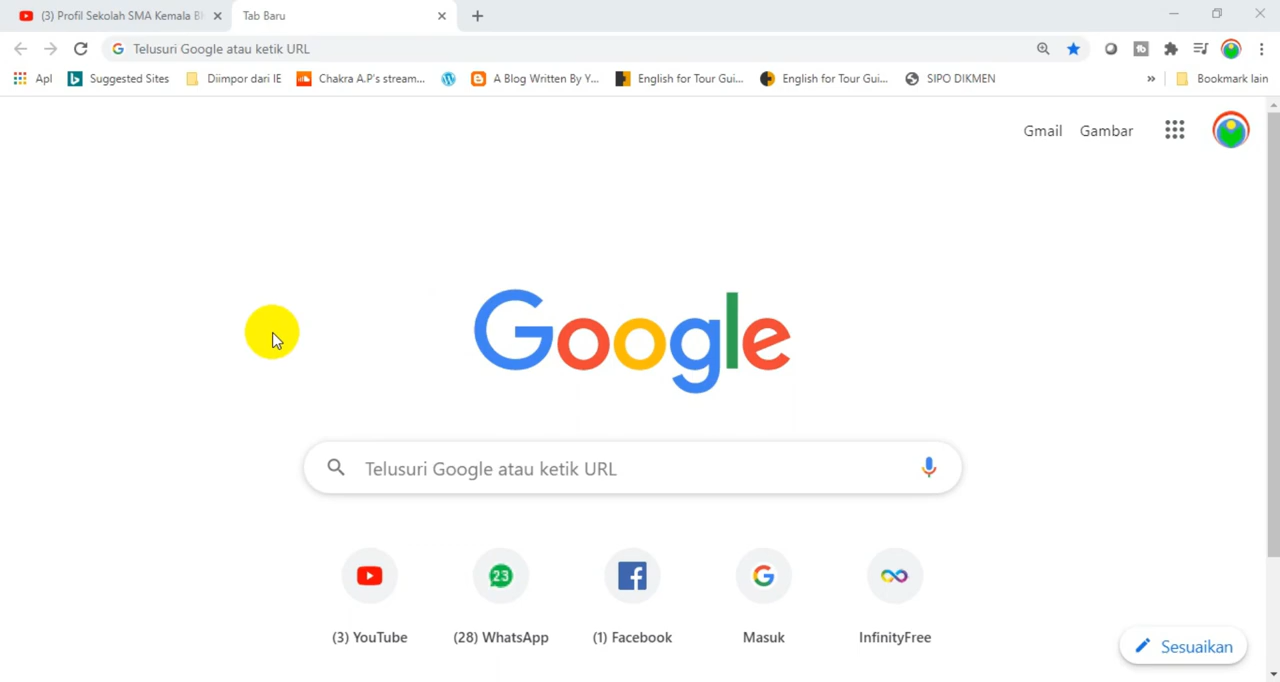 (3) Profil Sekolah SMA Kemala Bh
Tab Baru
Telusuri Google atau ketik URL
Apl
Suggested Sites
Diimpor dari IE
Chakra A.P's stream...
A Blog Written By Y...
English for Tour Gui...
English for Tour Gui...
SIPO DIKMEN
»
Bookmark lain
Gmail
Gambar
Google
Telusuri Google atau ketik URL
23
(3) YouTube
(28) WhatsApp
(1) Facebook
Masuk
InfinityFree
Sesuaikan